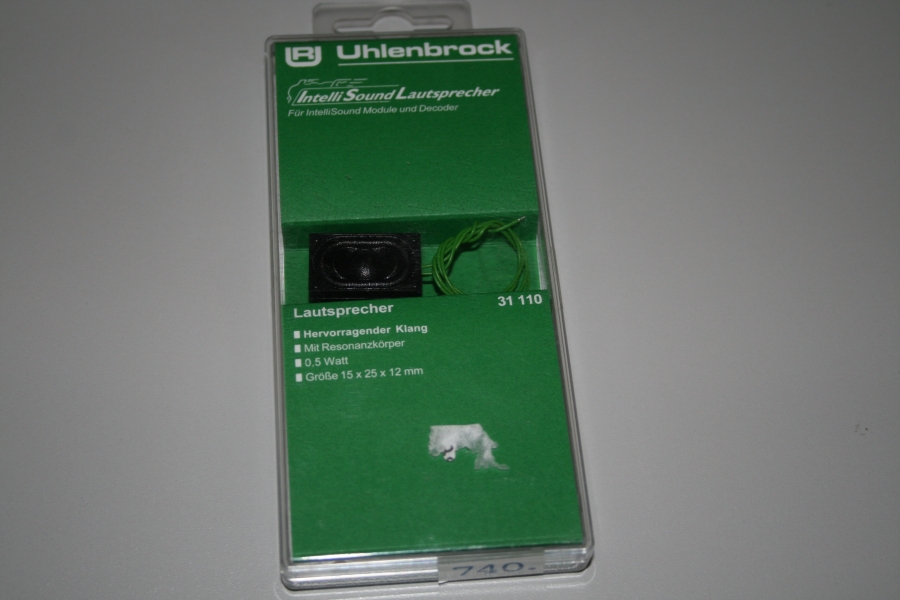 Uhlenbrock
IntelliSound Lautsprecher
Für IntelliSound Module und Decoder
Lautsprecher 31 110
Hervorragender Klang
Mit Resonanzkörper
0,5 Watt
Größe 15 x 25 x 12 mm
740.-